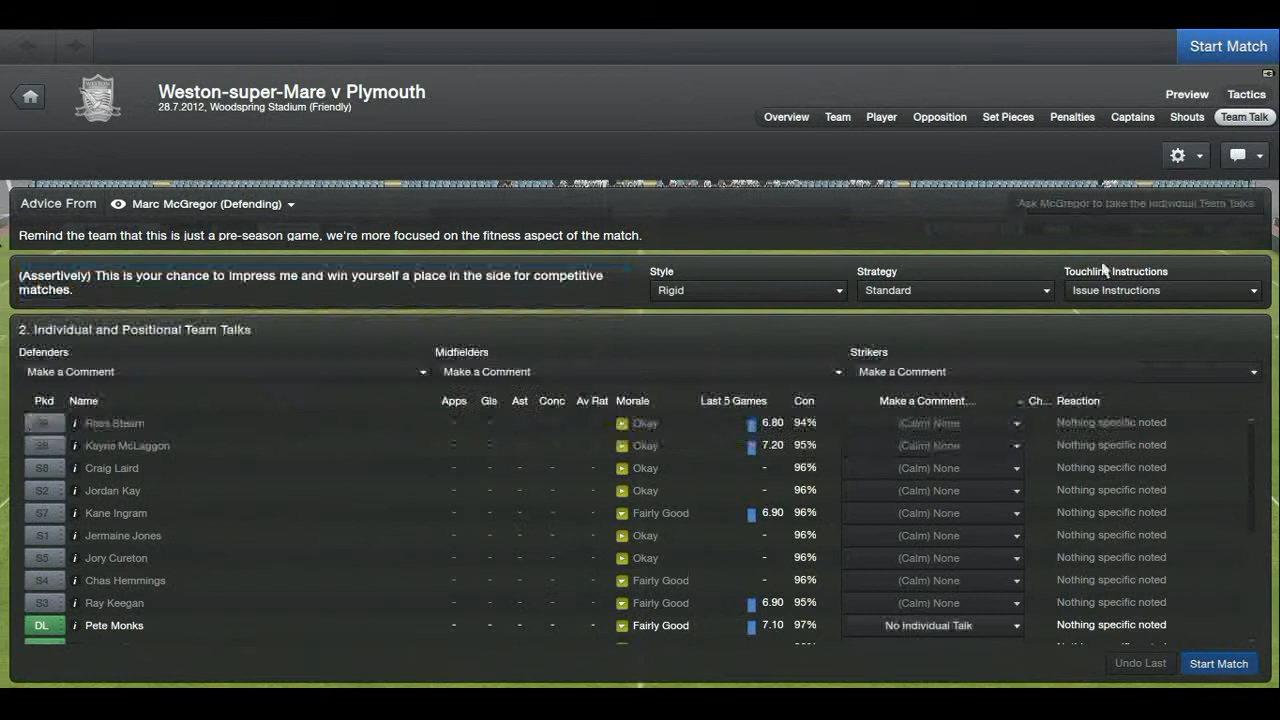 Start Match
Weston-super-Mare v Plymouth
28.7.2012, Woodspring Stadium (Friendly)
Preview Tactics
Overview Team Player Opposition Set Pieces Penalties Captains Shouts Team Talk
Advice From Marc McGregor (Defending) Ask McGregor to take the Individual Team Talks
Remind the team that this is just a pre-season game, we're more focused on the fitness aspect of the match.
(Assertively) This is your chance to impress me and win yourself a place in the side for competitive
matches.
Style Strategy Touchline Instructions
Rigid Standard Issue Instructions
2. Individual and Positional Team Talks
Defenders Midfielders Strikers
Make a Comment Make a Comment Make a Comment
Pkd Name Apps Gls Ast Conc Av Rat Morale Last 5 Games Con Make a Comment... Ch... Reaction
i Ross Stearn Okay 6.80 94% (Calm) None Nothing specific noted
i Kayne McLaggon - - - - - Okay 7.20 95% (Calm) None Nothing specific noted
S8 i Craig Laird - - - - - Okay - 96% (Calm) None Nothing specific noted
S2 i Jordan Kay - - - - - Okay - 96% (Calm) None Nothing specific noted
S7 i Kane Ingram - - - - - Fairly Good 6.90 96% (Calm) None Nothing specific noted
S1 i Jermaine Jones - - - - - Okay - 96% (Calm) None Nothing specific noted
S5 i Jory Cureton - - - - - Okay - 96% (Calm) None Nothing specific noted
S4 i Chas Hemmings - - - - - Fairly Good - 96% (Calm) None Nothing specific noted
S3 i Ray Keegan - - - - - Fairly Good 6.90 95% (Calm) None Nothing specific noted
DL i Pete Monks - - - - - Fairly Good 7.10 97% No Individual Talk Nothing specific noted
Undo Last Start Match